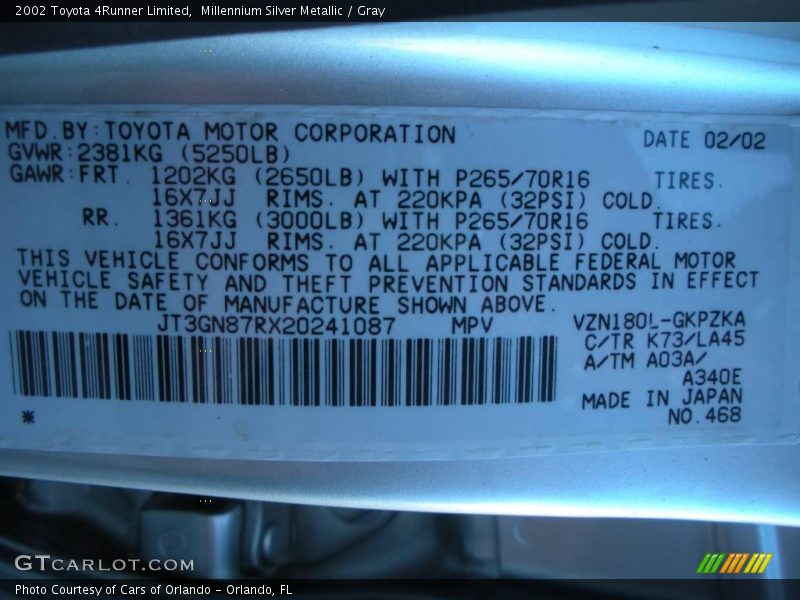 2002 Toyota 4Runner Limited,  Millennium Silver Metallic / Gray
MFD.BY:TOYOTA MOTOR CORPORATION DATE 02/02
GVWR:2381KG (5250LB)
GAWR:FRT. 1202KG (2650LB) WITH P265/70R16 TIRES.
16X7JJ RIMS. AT 220KPA (32PSI) COLD.
RR. 1361KG (3000LB) WITH P265/70R16 TIRES.
16X7JJ RIMS. AT 220KPA (32PSI) COLD.
THIS VEHICLE CONFORMS TO ALL APPLICABLE FEDERAL MOTOR
VEHICLE SAFETY AND THEFT PREVENTION STANDARDS IN EFFECT
ON THE DATE OF MANUFACTURE SHOWN ABOVE.
JT3GN87RX20241087 MPV VZN180L-GKPZKA
C/TR K73/LA45
A/TM A03A/
A340E
MADE IN JAPAN
NO.468
GTCARLOT.COM
Photo Courtesy of Cars of Orlando - Orlando, FL